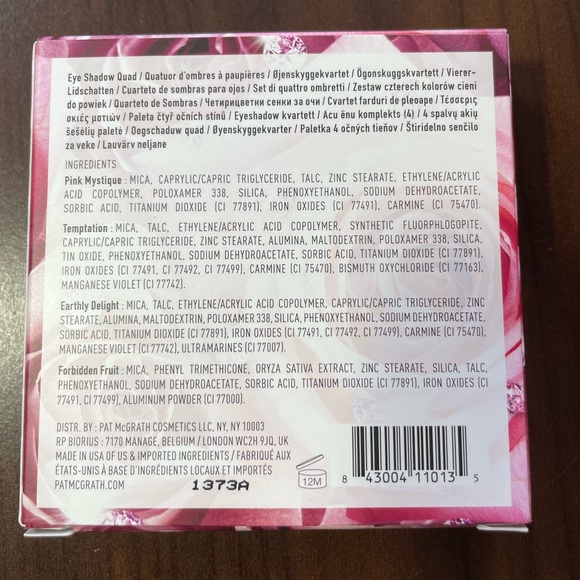 Eye Shadow Quad / Quatuor d'ombres à paupières / Øjenskyggekvartet / Ögonskuggskvartett / Vierer-
Lidschatten / Cuarteto de sombras para ojos / Set di quattro ombretti / Zestaw czterech kolorów cieni
do powiek / Quarteto de Sombras / Четирицветни сенки за очи / Cvartet farduri de pleoape / Τέσσερις
σκιές ματιών / Paleta čtyř očních stínů / Eyeshadow kvartett / Acu ēnu komplekts (4) / 4 spalvų akių
šešėlių paletė / Oogschaduw quad / Øyenskyggekvarter / Paletka 4 očných tieňov / Štiridelno senčilo
za veke / Lauvärv neljane
INGREDIENTS
Pink Mystique : MICA, CAPRYLIC/CAPRIC TRIGLYCERIDE, TALC, ZINC STEARATE, ETHYLENE/ACRYLIC
ACID COPOLYMER, POLOXAMER 338, SILICA, PHENOXYETHANOL, SODIUM DEHYDROACETATE,
SORBIC ACID, TITANIUM DIOXIDE (CI 77891), IRON OXIDES (CI 77491), CARMINE (CI 75470).
Temptation : MICA, TALC, ETHYLENE/ACRYLIC ACID COPOLYMER, SYNTHETIC FLUORPHLOGOPITE,
CAPRYLIC/CAPRIC TRIGLYCERIDE, ZINC STEARATE, ALUMINA, MALTODEXTRIN, POLOXAMER 338, SILICA,
TIN OXIDE, PHENOXYETHANOL, SODIUM DEHYDROACETATE, SORBIC ACID, TITANIUM DIOXIDE (CI 77891),
IRON OXIDES (CI 77491, CI 77492, CI 77499), CARMINE (CI 75470), BISMUTH OXYCHLORIDE (CI 77163),
MANGANESE VIOLET (CI 77742).
Earthly Delight : MICA, TALC, ETHYLENE/ACRYLIC ACID COPOLYMER, CAPRYLIC/CAPRIC TRIGLYCERIDE, ZINC
STEARATE, ALUMINA, MALTODEXTRIN, POLOXAMER 338, SILICA, PHENOXYETHANOL, SODIUM DEHYDROACETATE,
SORBIC ACID, TITANIUM DIOXIDE (CI 77891), IRON OXIDES (CI 77491, CI 77492, CI 77499), CARMINE (CI 75470),
MANGANESE VIOLET (CI 77742), ULTRAMARINES (CI 77007).
Forbidden Fruit : MICA, PHENYL TRIMETHICONE, ORYZA SATIVA EXTRACT, ZINC STEARATE, SILICA, TALC,
PHENOXYETHANOL, SODIUM DEHYDROACETATE, SORBIC ACID, TITANIUM DIOXIDE (CI 77891), IRON OXIDES (CI
77491, CI 77499), ALUMINUM POWDER (CI 77000).
DISTR. BY : PAT McGRATH COSMETICS LLC, NY, NY 10003
RP BIORIUS : 7170 MANAGE, BELGIUM / LONDON WC2H 9JQ, UK
MADE IN USA OF US & IMPORTED INGREDIENTS / FABRIQUÉ AUX
ÉTATS-UNIS À BASE D'INGRÉDIENTS LOCAUX ET IMPORTÉS
PATMCGRATH.COM
1373A
12M
8 43004 11013 5